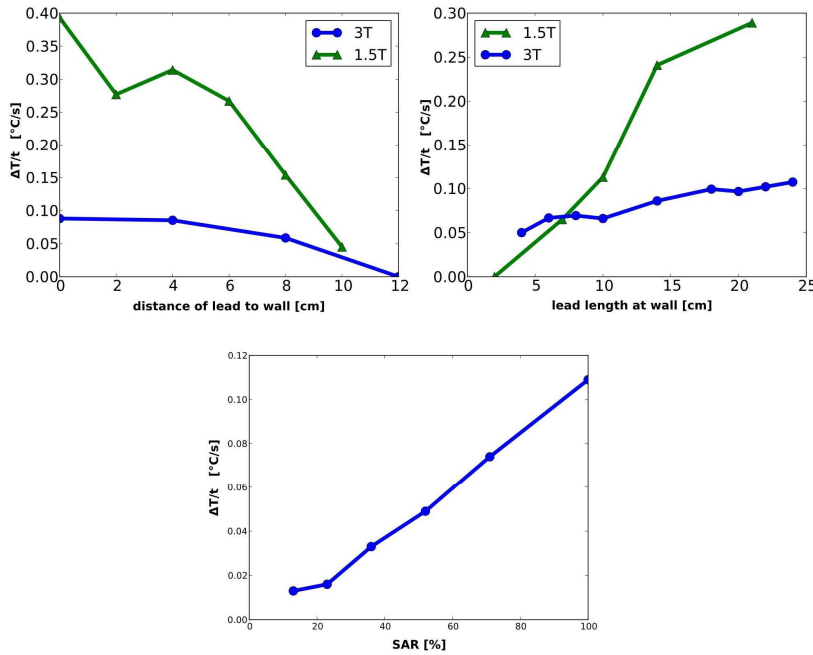 0.40
0.35
0.30
0.25
0.20
0.15
0.10
0.05
0.00
ΔT/t [°C/s]
3T
1.5T
0 2 4 6 8 10 12
distance of lead to wall [cm]
0.30
0.25
0.20
0.15
0.10
0.05
0.00
ΔT/t [°C/s]
1.5T
3T
0 5 10 15 20 25
lead length at wall [cm]
0.12
0.10
0.08
0.06
0.04
0.02
0.00
ΔT/t [°C/s]
0 20 40 60 80 100
SAR [%]